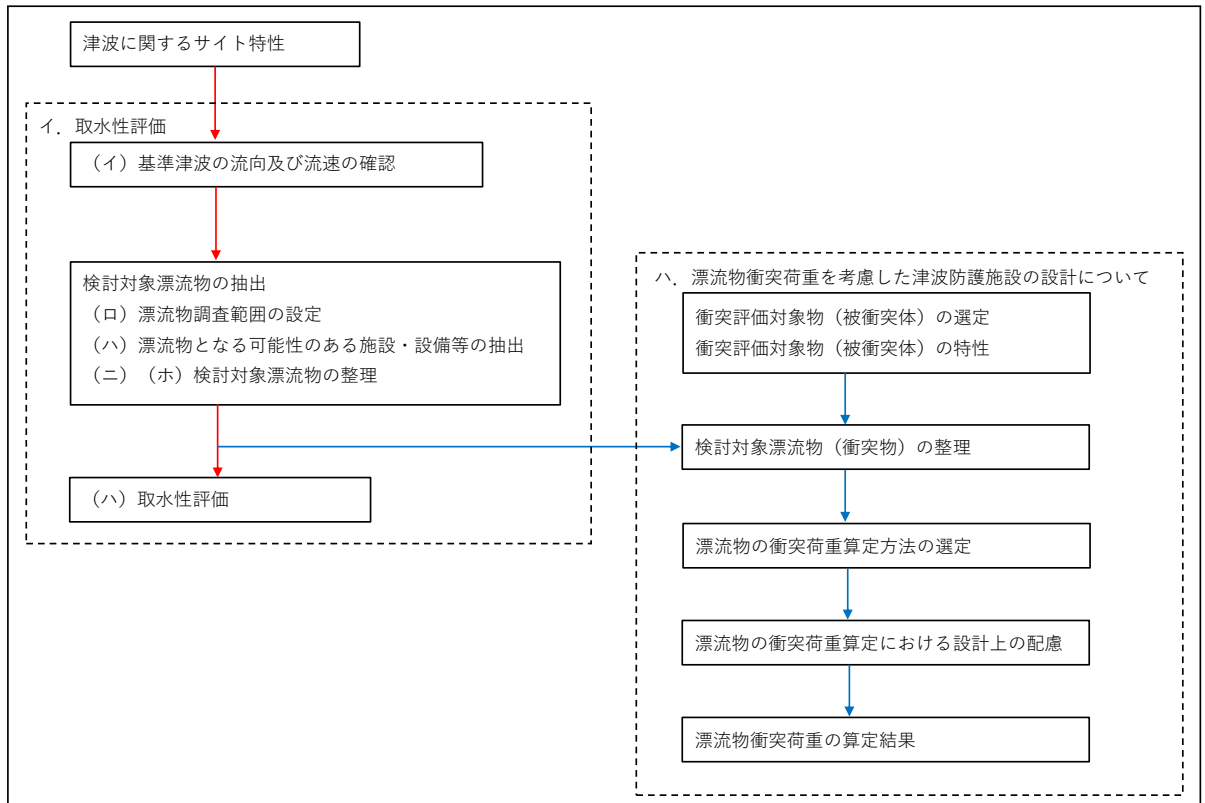 津波に関するサイト特性
イ．取水性評価
（イ）基準津波の流向及び流速の確認
検討対象漂流物の抽出
（ロ）漂流物調査範囲の設定
（ハ）漂流物となる可能性のある施設・設備等の抽出
（ニ）（ホ）検討対象漂流物の整理
（ハ）取水性評価
ハ．漂流物衝突荷重を考慮した津波防護施設の設計について
衝突評価対象物（被衝突体）の選定
衝突評価対象物（被衝突体）の特性
検討対象漂流物（衝突物）の整理
漂流物の衝突荷重算定方法の選定
漂流物の衝突荷重算定における設計上の配慮
漂流物衝突荷重の算定結果